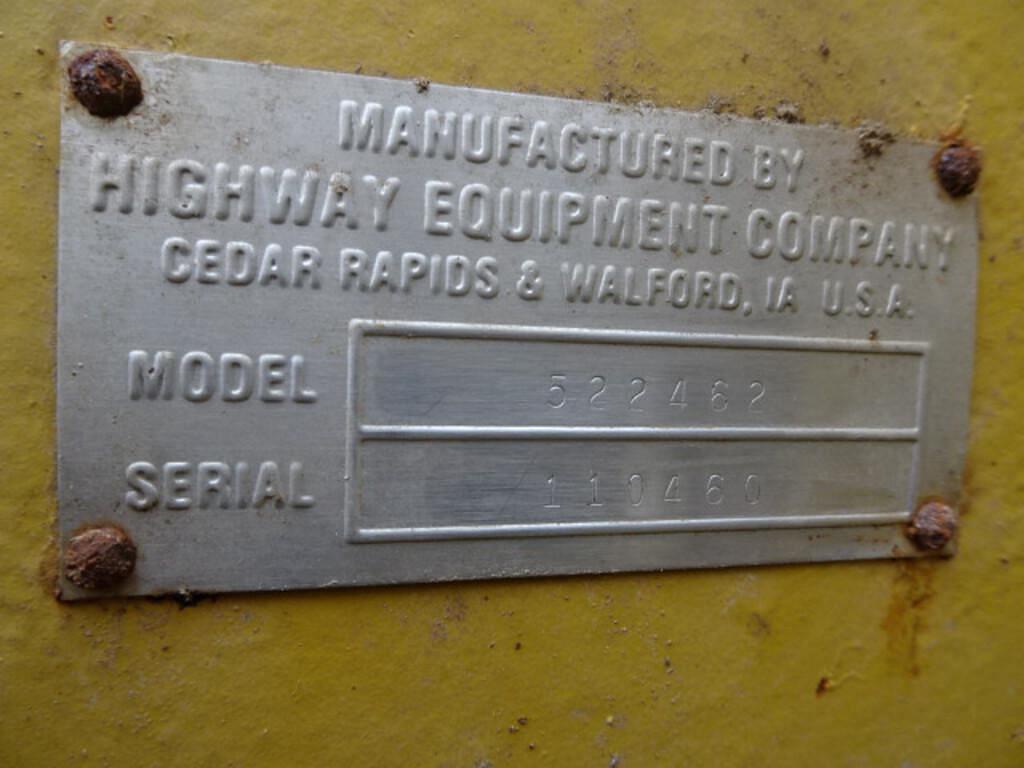 MANUFACTURED BY
HIGHWAY EQUIPMENT COMPANY
CEDAR RAPIDS & WALFORD, IA U.S.A.
MODEL 522462
SERIAL 110460